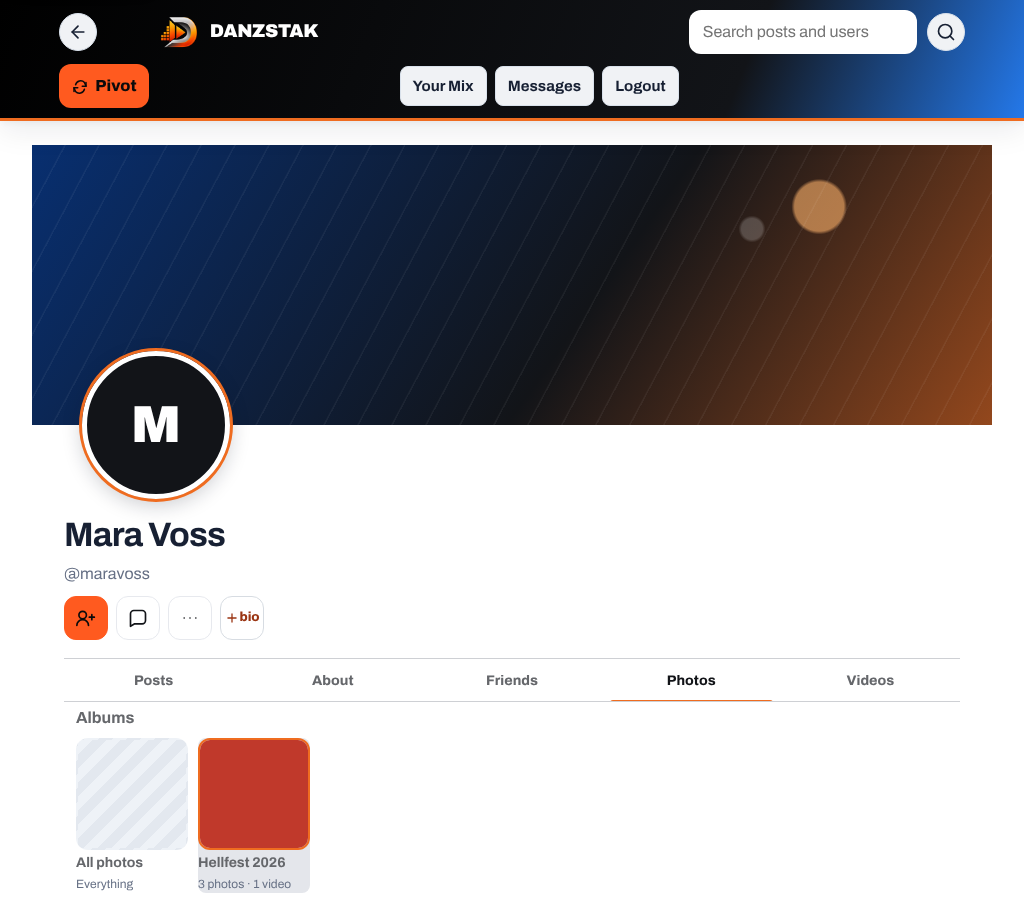 DANZSTAK
Search posts and users
Pivot
Your Mix
Messages
Logout
M
Mara Voss
@maravoss
+ bio
Posts
About
Friends
Photos
Videos
Albums
All photos
Everything
Hellfest 2026
3 photos · 1 video